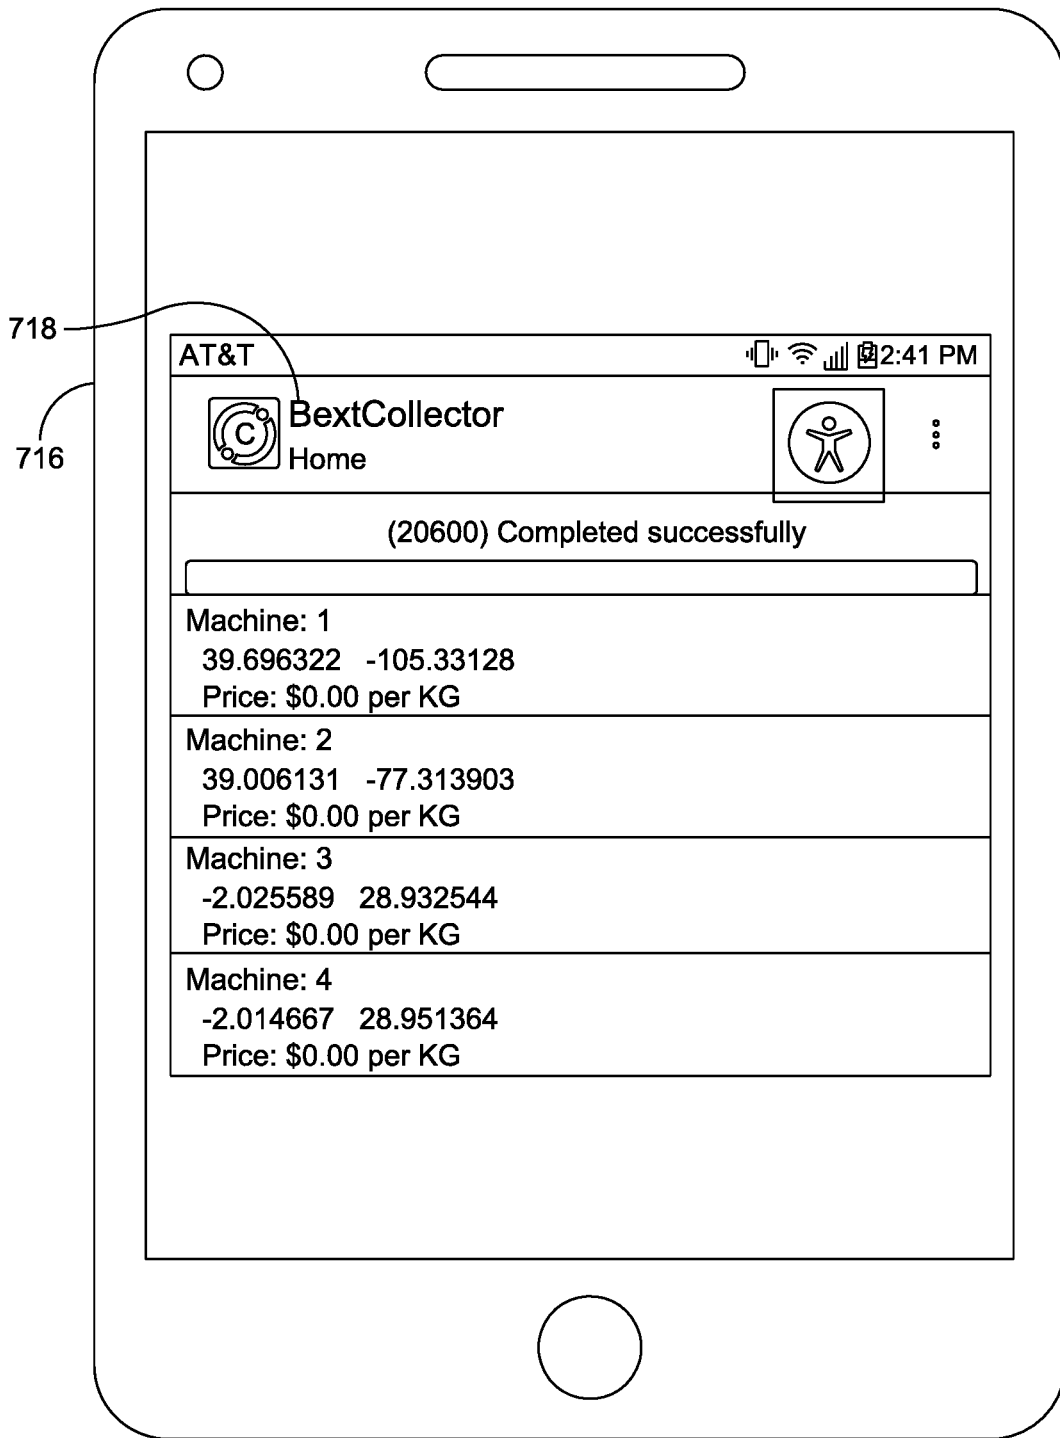 718
716
AT&T 2:41 PM
C
BextCollector
Home
(20600) Completed successfully
Machine: 1
39.696322 -105.33128
Price: $0.00 per KG
Machine: 2
39.006131 -77.313903
Price: $0.00 per KG
Machine: 3
-2.025589 28.932544
Price: $0.00 per KG
Machine: 4
-2.014667 28.951364
Price: $0.00 per KG